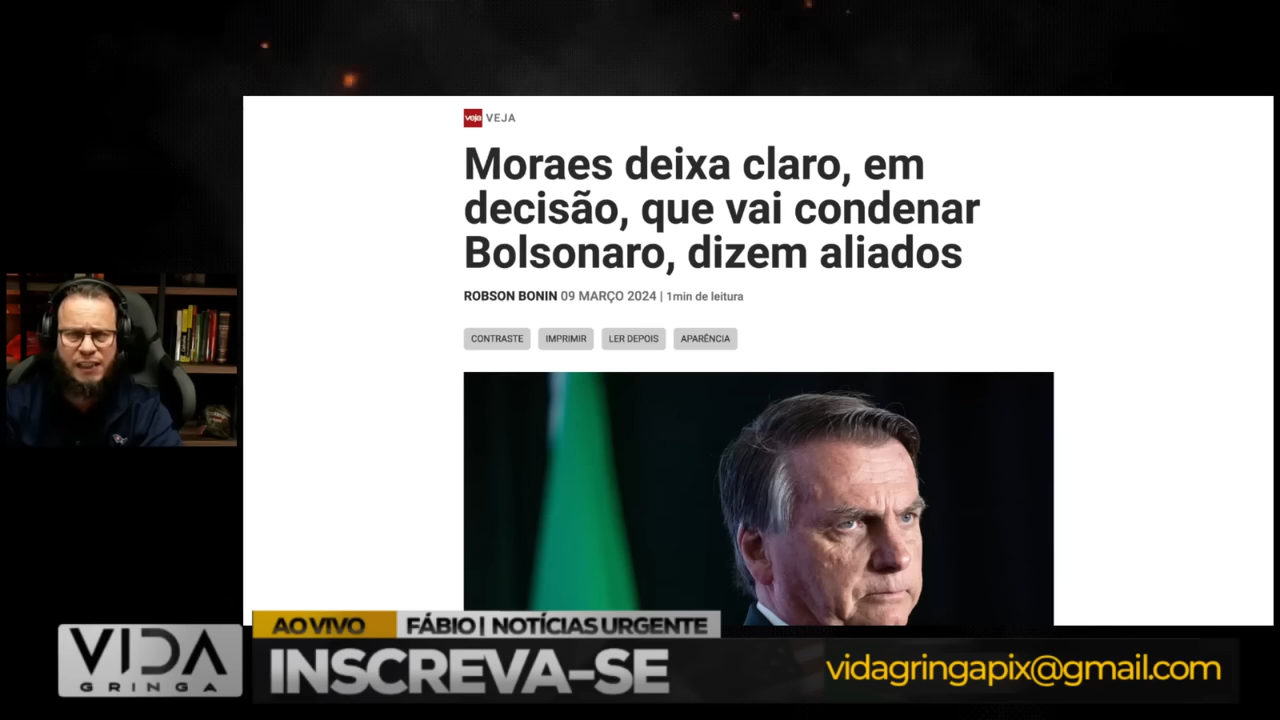 veja VEJA
Moraes deixa claro, em
decisão, que vai condenar
Bolsonaro, dizem aliados
ROBSON BONIN 09 MARÇO 2024 | 1min de leitura
CONTRASTE IMPRIMIR LER DEPOIS APARÊNCIA
AO VIVO FÁBIO | NOTÍCIAS URGENTE
VIDA
GRINGA
INSCREVA-SE
vidagringapix@gmail.com